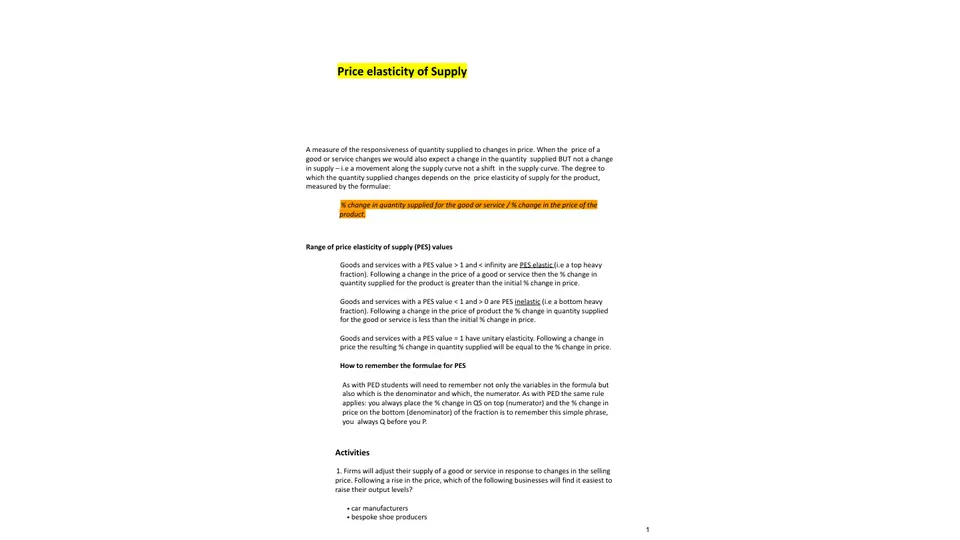 Price elasticity of Supply
A measure of the responsiveness of quantity supplied to changes in price. When the price of a
good or service changes we would also expect a change in the quantity supplied BUT not a change
in supply – i.e a movement along the supply curve not a shift in the supply curve. The degree to
which the quantity supplied changes depends on the price elasticity of supply for the product,
measured by the formulae:
% change in quantity supplied for the good or service / % change in the price of the
product.
Range of price elasticity of supply (PES) values
Goods and services with a PES value > 1 and < infinity are PES elastic (i.e a top heavy
fraction). Following a change in the price of a good or service then the % change in
quantity supplied for the product is greater than the initial % change in price.
Goods and services with a PES value < 1 and > 0 are PES inelastic (i.e a bottom heavy
fraction). Following a change in the price of product the % change in quantity supplied
for the good or service is less than the initial % change in price.
Goods and services with a PES value = 1 have unitary elasticity. Following a change in
price the resulting % change in quantity supplied will be equal to the % change in price.
How to remember the formulae for PES
As with PED students will need to remember not only the variables in the formula but
also which is the denominator and which, the numerator. As with PED the same rule
applies: you always place the % change in QS on top (numerator) and the % change in
price on the bottom (denominator) of the fraction is to remember this simple phrase,
you always Q before you P.
Activities
1. Firms will adjust their supply of a good or service in response to changes in the selling
price. Following a rise in the price, which of the following businesses will find it easiest to
raise their output levels?
• car manufacturers
• bespoke shoe producers
1